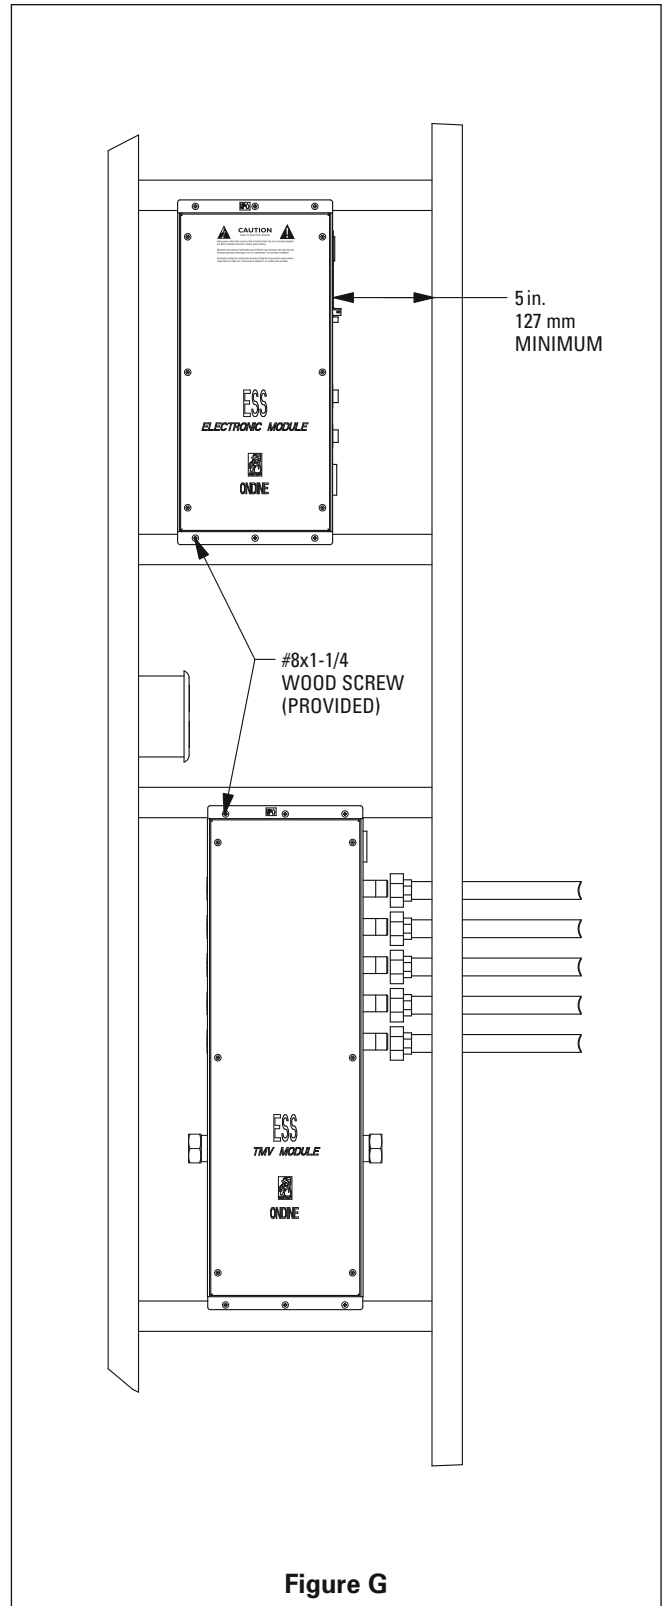 CAUTION
5 in.
127 mm
MINIMUM
ESS
ELECTRONIC MODULE
ONDINE
#8x1-1/4
WOOD SCREW
(PROVIDED)
ESS
TMV MODULE
ONDINE
Figure G